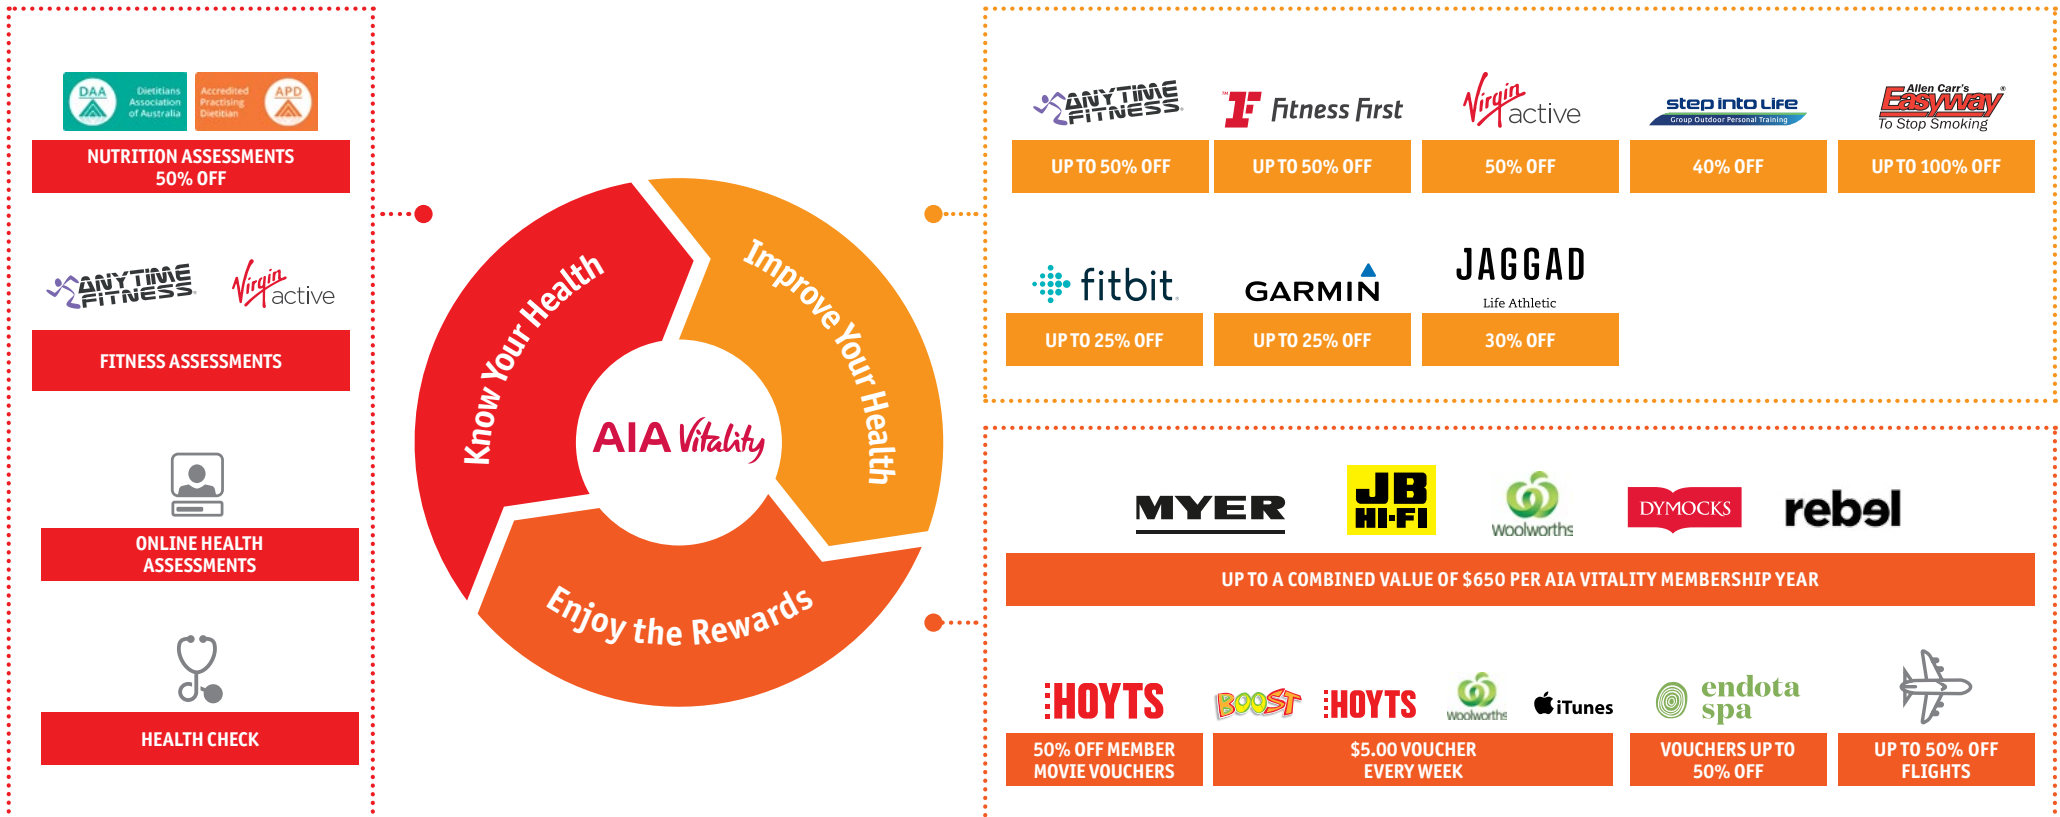 DAA
Dietitians
Association
of Australia
Accredited
Practising
Dietitian
APD
NUTRITION ASSESSMENTS
50% OFF
ANYTIME
FITNESS
Virgin
active
FITNESS ASSESSMENTS
ONLINE HEALTH
ASSESSMENTS
HEALTH CHECK
Know Your Health
Improve Your Health
Enjoy the Rewards
AIA Vitality
ANYTIME
FITNESS
UP TO 50% OFF
Fitness First
UP TO 50% OFF
Virgin
active
50% OFF
step into Life
Group Outdoor Personal Training
40% OFF
Allen Carr's
Easyway
To Stop Smoking
UP TO 100% OFF
fitbit
UP TO 25% OFF
GARMIN
UP TO 25% OFF
JAGGAD
Life Athletic
30% OFF
MYER
JB
HI-FI
Woolworths
DYMOCKS
rebel
UP TO A COMBINED VALUE OF $650 PER AIA VITALITY MEMBERSHIP YEAR
HOYTS
50% OFF MEMBER
MOVIE VOUCHERS
BOOST
HOYTS
Woolworths
iTunes
$5.00 VOUCHER
EVERY WEEK
endota
spa
VOUCHERS UP TO
50% OFF
UP TO 50% OFF
FLIGHTS